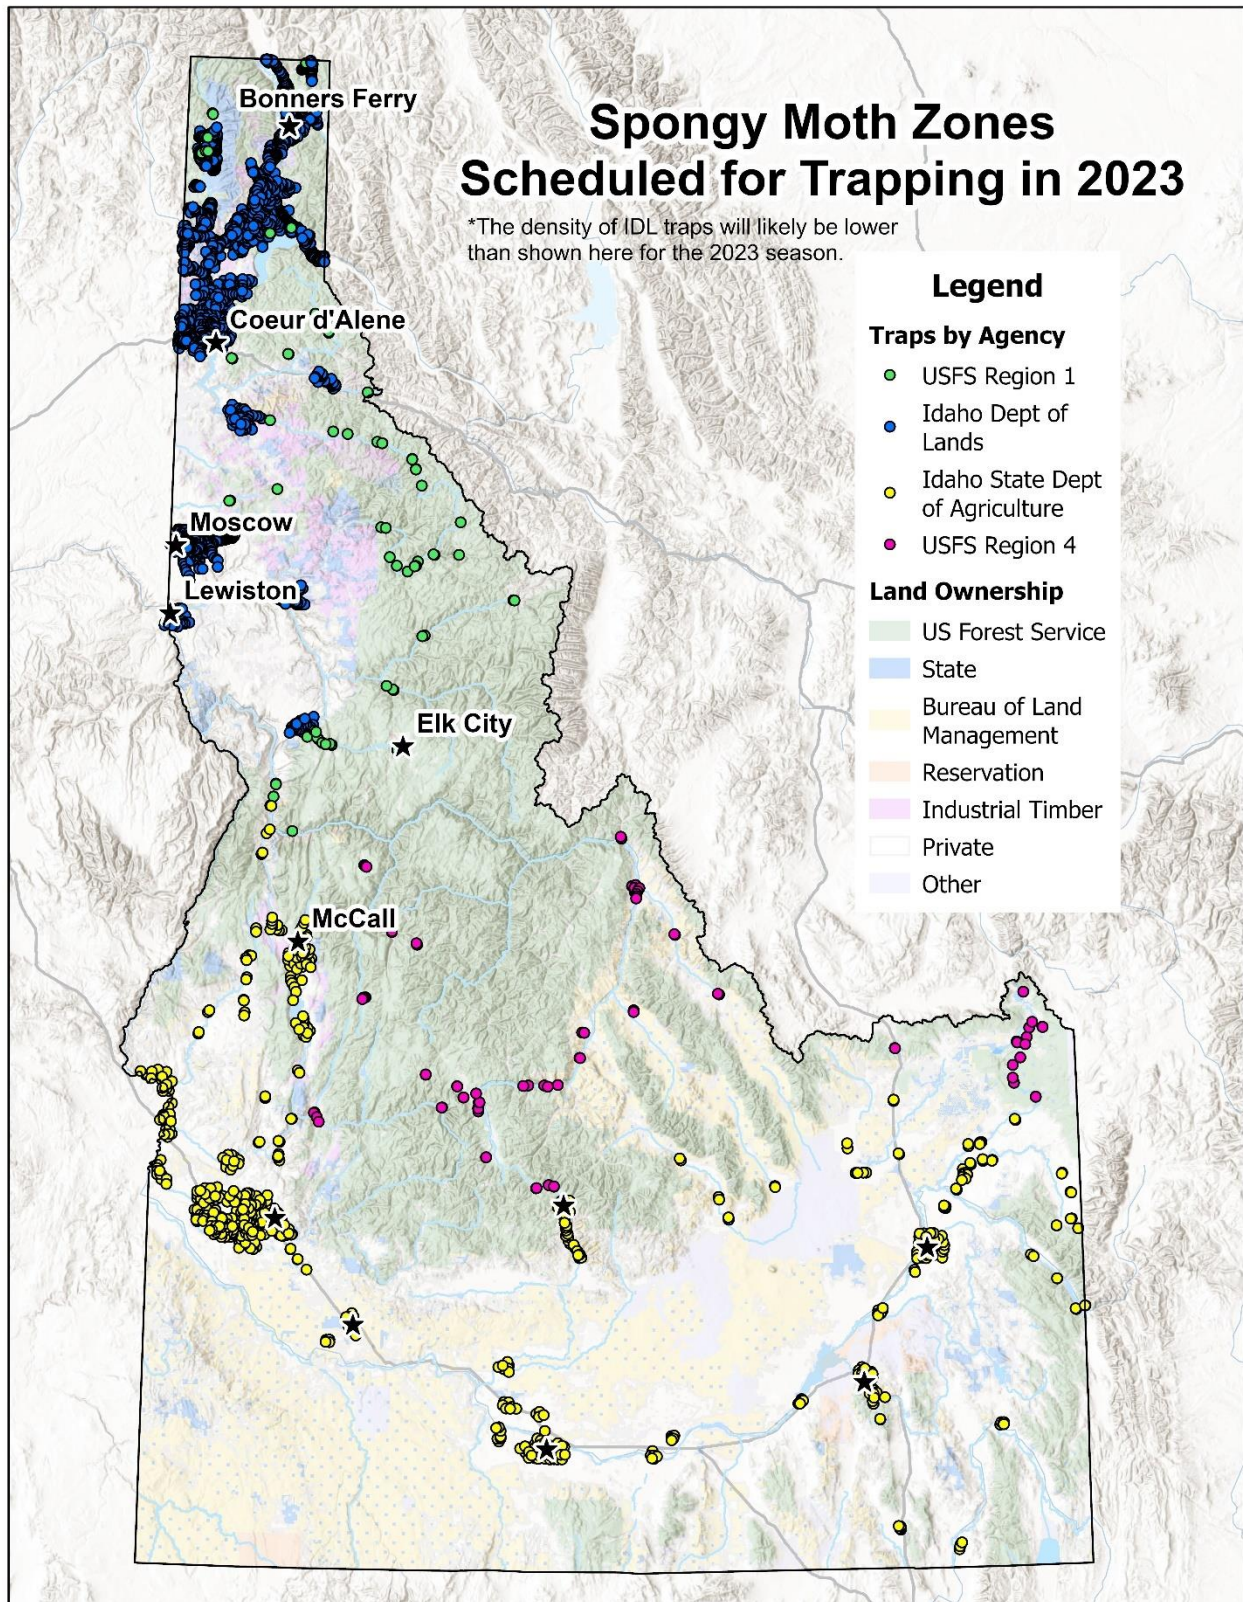 Spongy Moth Zones
Scheduled for Trapping in 2023
*The density of IDL traps will likely be lower
than shown here for the 2023 season.
Bonners Ferry
Coeur d'Alene
Moscow
Lewiston
Elk City
McCall
Legend
Traps by Agency
USFS Region 1
Idaho Dept of
Lands
Idaho State Dept
of Agriculture
USFS Region 4
Land Ownership
US Forest Service
State
Bureau of Land
Management
Reservation
Industrial Timber
Private
Other